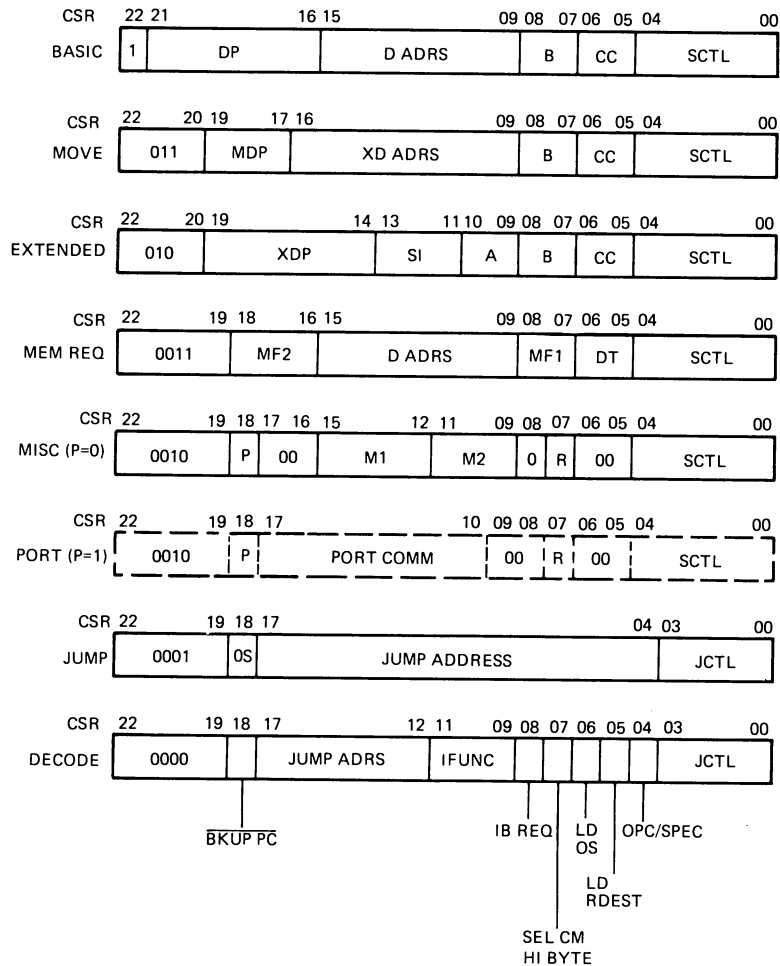 CSR 22 21 16 15 09 08 07 06 05 04 00
BASIC 1 DP D ADRS B CC SCTL
CSR 22 20 19 17 16 09 08 07 06 05 04 00
MOVE 011 MDP XD ADRS B CC SCTL
CSR 22 20 19 14 13 11 10 09 08 07 06 05 04 00
EXTENDED 010 XDP SI A B CC SCTL
CSR 22 19 18 16 15 09 08 07 06 05 04 00
MEM REQ 0011 MF2 D ADRS MF1 DT SCTL
CSR 22 19 18 17 16 15 12 11 09 08 07 06 05 04 00
MISC (P=0) 0010 P 00 M1 M2 0 R 00 SCTL
CSR 22 19 18 17 10 09 08 07 06 05 04 00
PORT (P=1) 0010 P PORT COMM 00 R 00 SCTL
CSR 22 19 18 17 04 03 00
JUMP 0001 0S JUMP ADDRESS JCTL
CSR 22 19 18 17 12 11 09 08 07 06 05 04 03 00
DECODE 0000 JUMP ADRS IFUNC JCTL
BKUP PC IB REQ LD OPC/SPEC
OS
LD
RDEST
SEL CM
HI BYTE